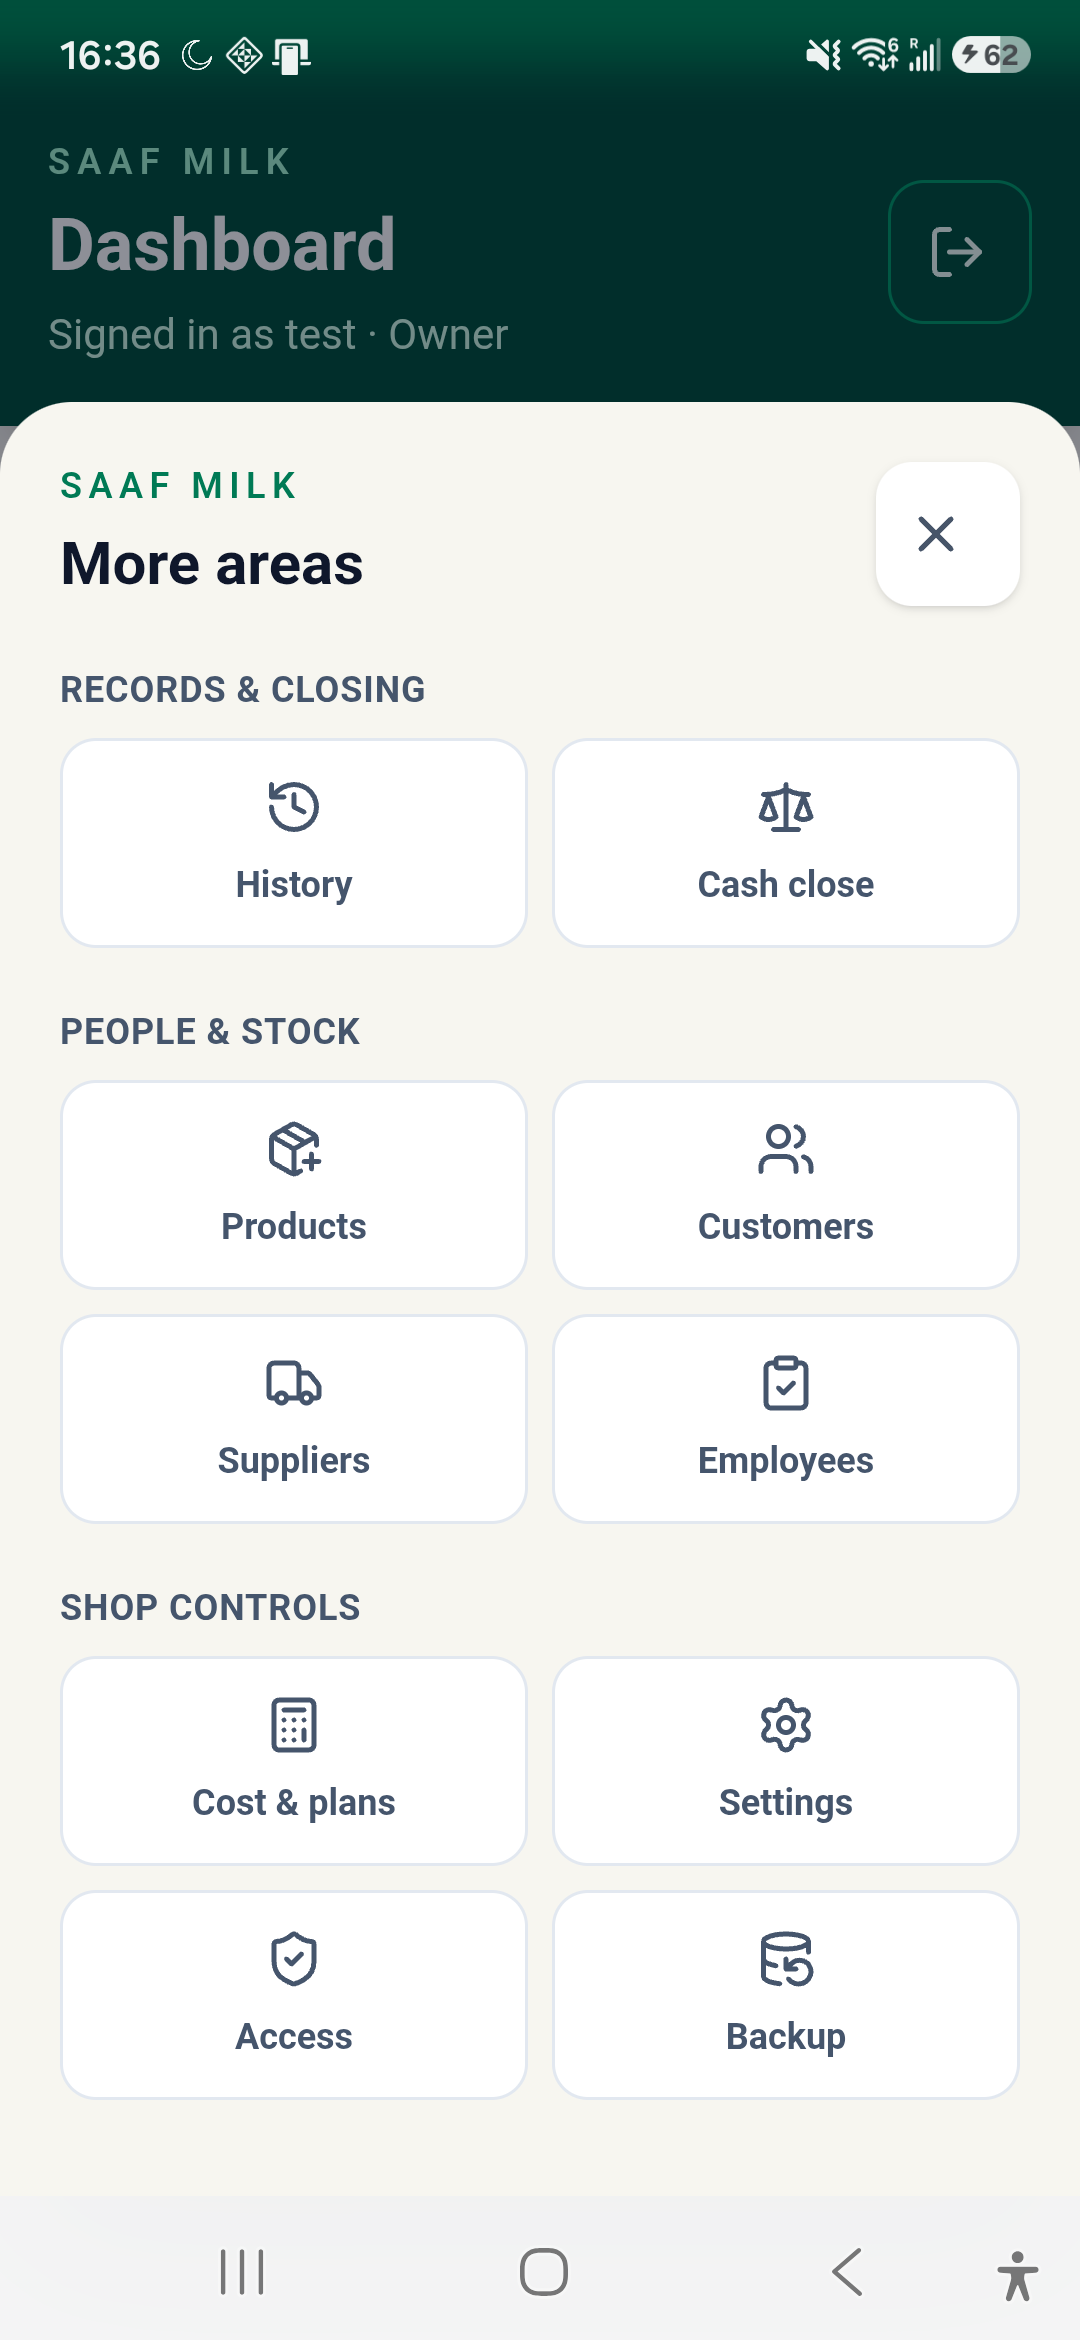 16:36
6
R
62
SAAF MILK
Dashboard
Signed in as test · Owner
SAAF MILK
More areas
RECORDS & CLOSING
History
Cash close
PEOPLE & STOCK
Products
Customers
Suppliers
Employees
SHOP CONTROLS
Cost & plans
Settings
Access
Backup